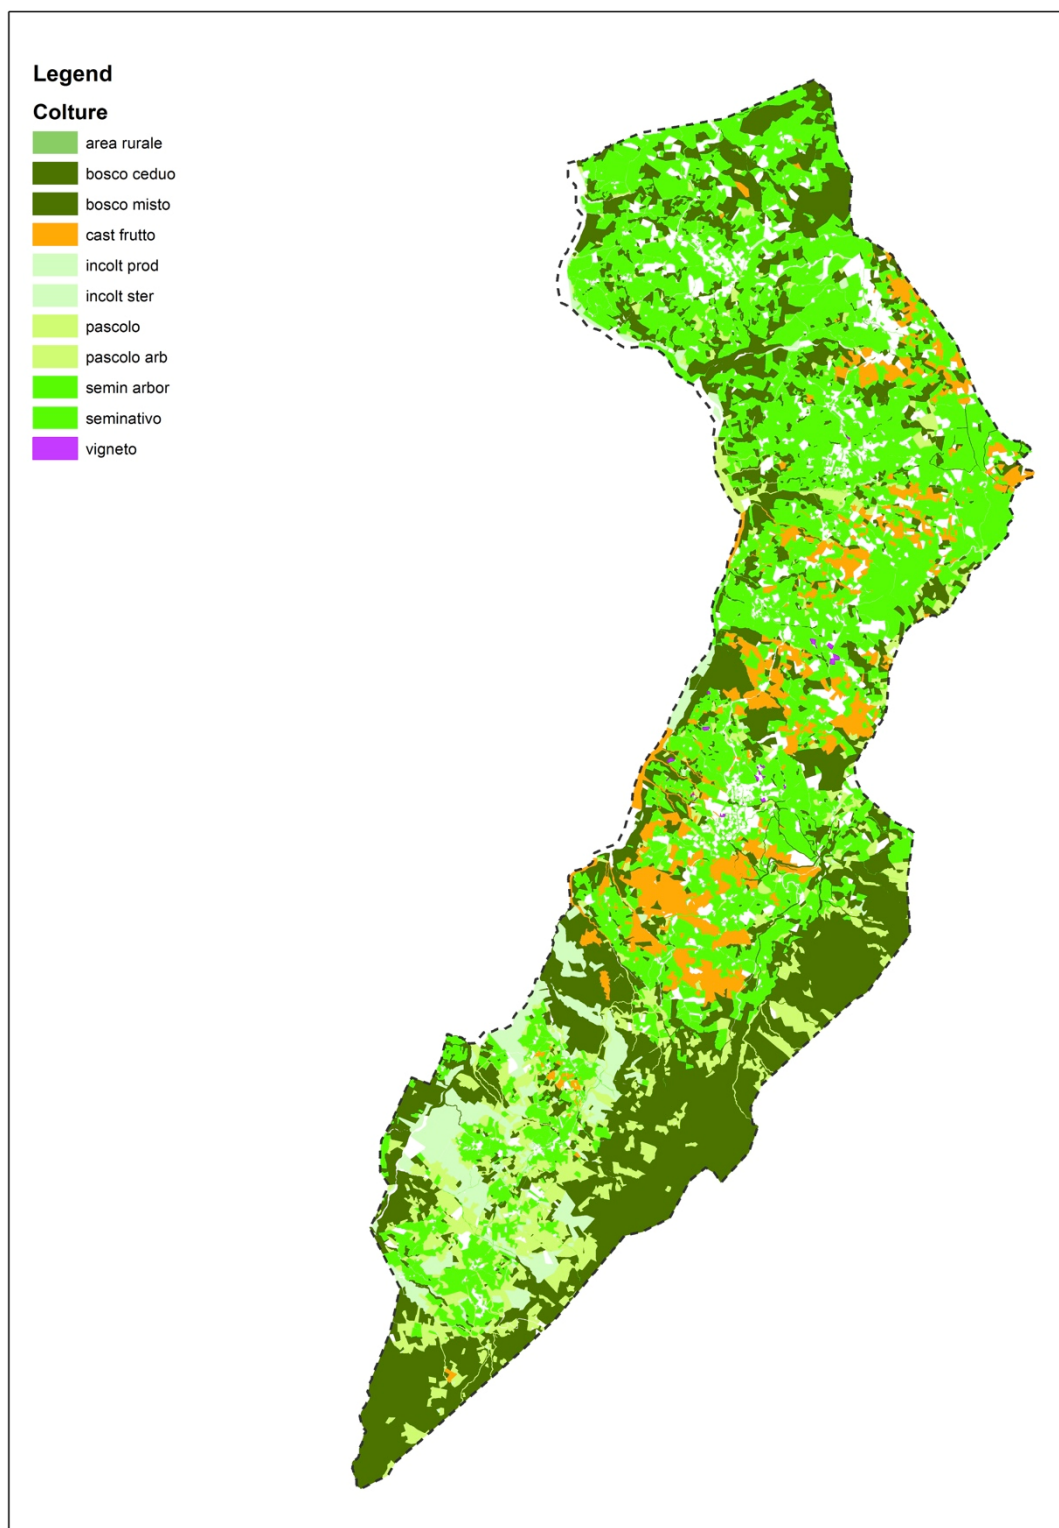 Legend
Colture
area rurale
bosco ceduo
bosco misto
cast frutto
incolt prod
incolt ster
pascolo
pascolo arb
semin arbor
seminativo
vigneto